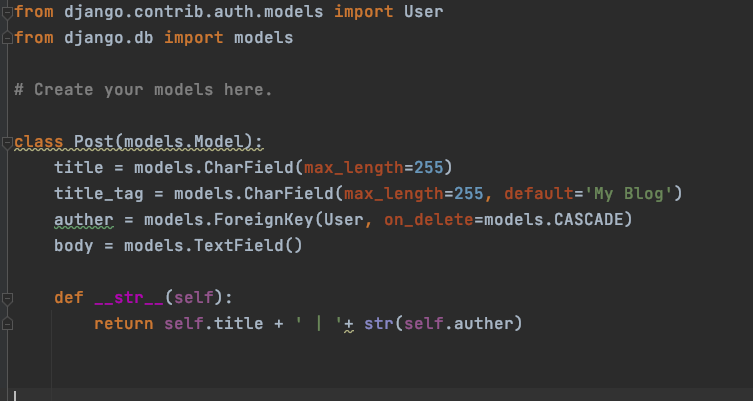 from django.contrib.auth.models import User
from django.db import models
# Create your models here.
class Post(models.Model):
title = models.CharField(max_length=255)
title_tag = models.CharField(max_length=255, default='My Blog')
auther = models.ForeignKey(User, on_delete=models.CASCADE)
body = models.TextField()
def __str__(self):
return self.title + ' | '+ str(self.auther)